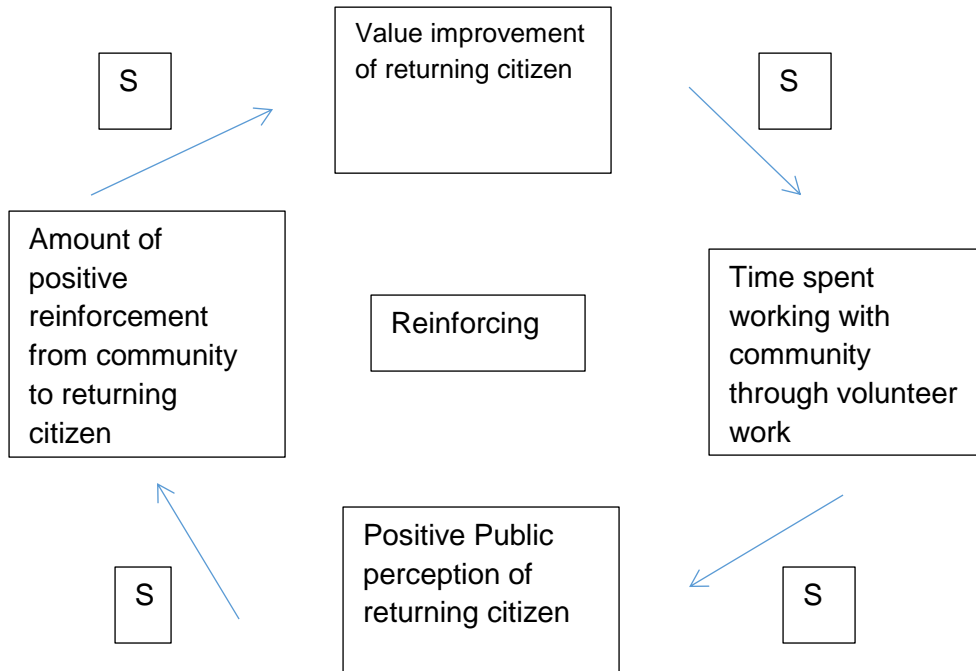 S
Value improvement
of returning citizen
S
Amount of
positive
reinforcement
from community
to returning
citizen
Reinforcing
Time spent
working with
community
through volunteer
work
S
Positive Public
perception of
returning citizen
S